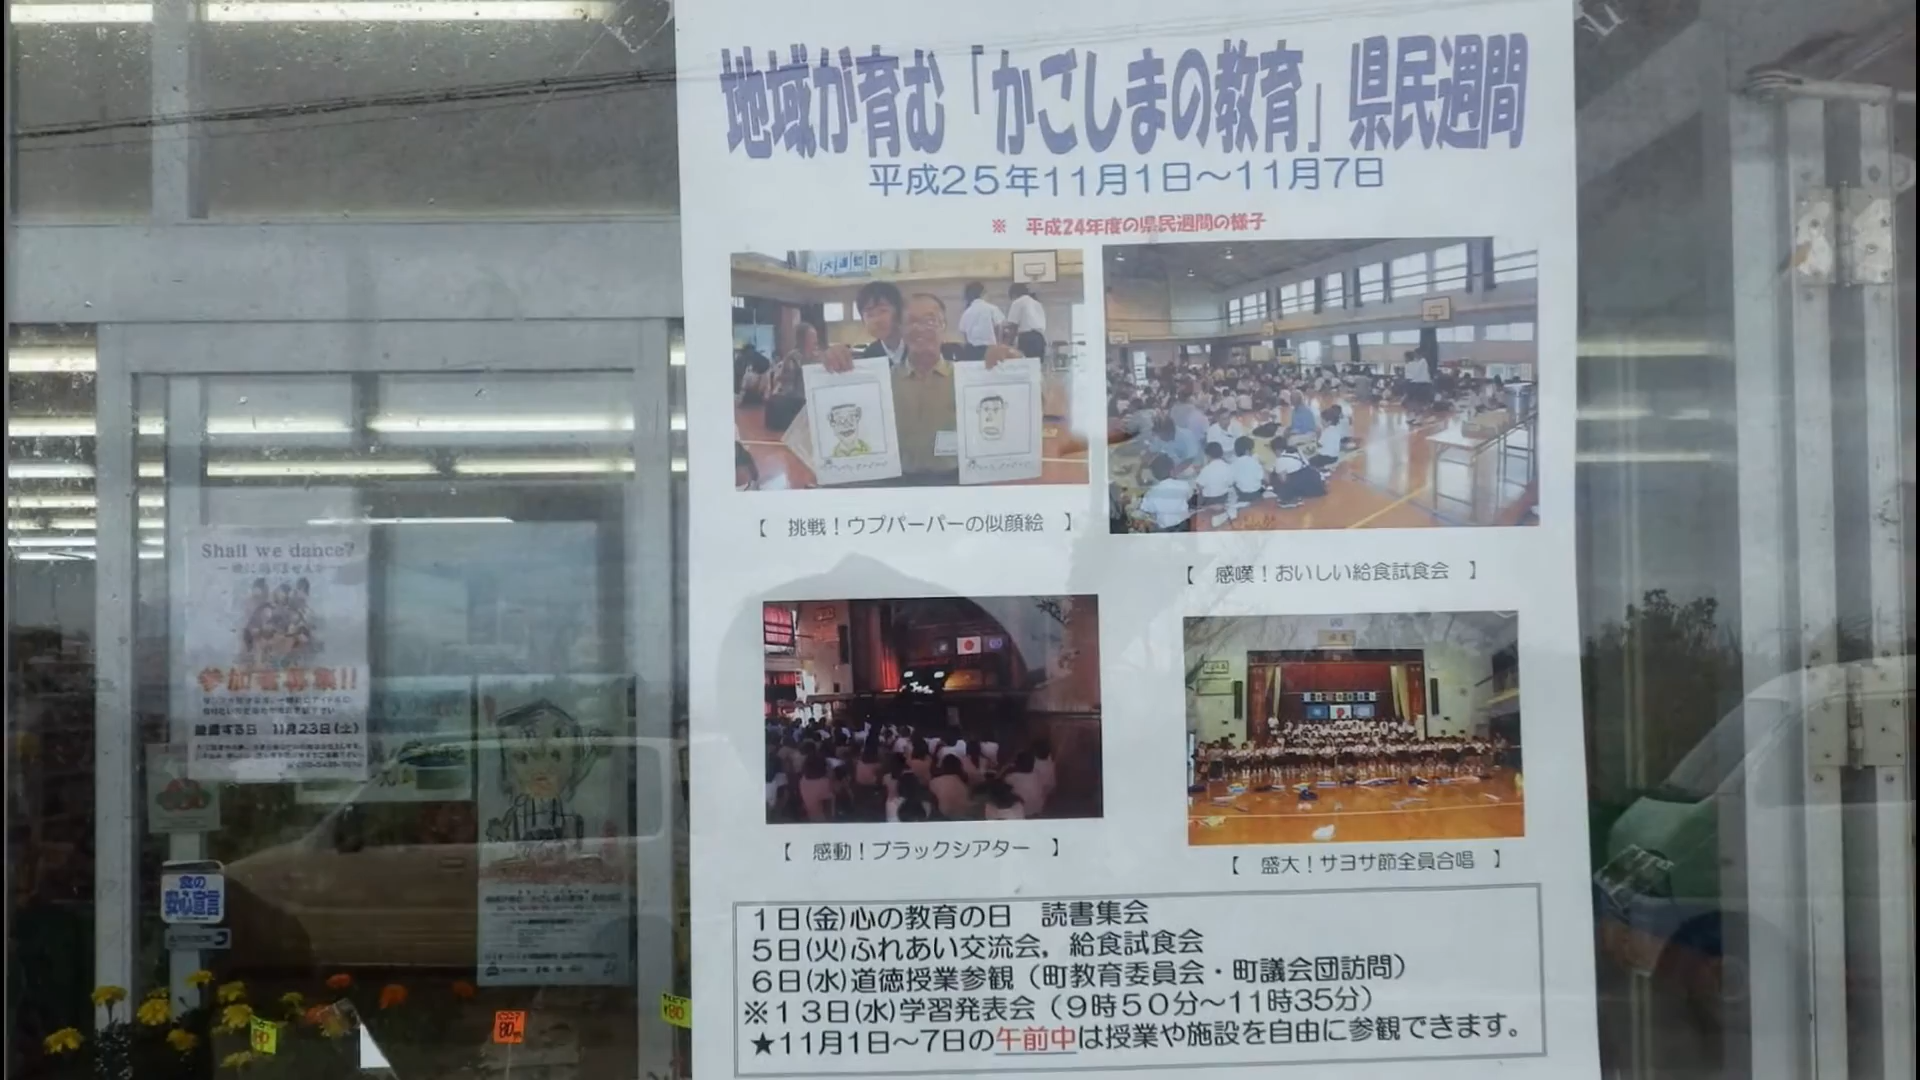 地域が育む「かごしまの教育」県民週間
平成25年11月1日～11月7日
※ 平成24年度の県民週間の様子
【 挑戦！ウプパーパーの似顔絵 】
【 感嘆！おいしい給食試食会 】
【 感動！ブラックシアター 】
【 盛大！サヨサ節全員合唱 】
1日(金)心の教育の日 読書集会
5日(火)ふれあい交流会，給食試食会
6日(水)道徳授業参観（町教育委員会・町議会団訪問）
※13日(水)学習発表会（9時50分～11時35分）
★11月1日～7日の午前中は授業や施設を自由に参観できます。
Shall we dance?
参加者募集!!
11月23日(土)
食の
安心宣言
80
80
¥80